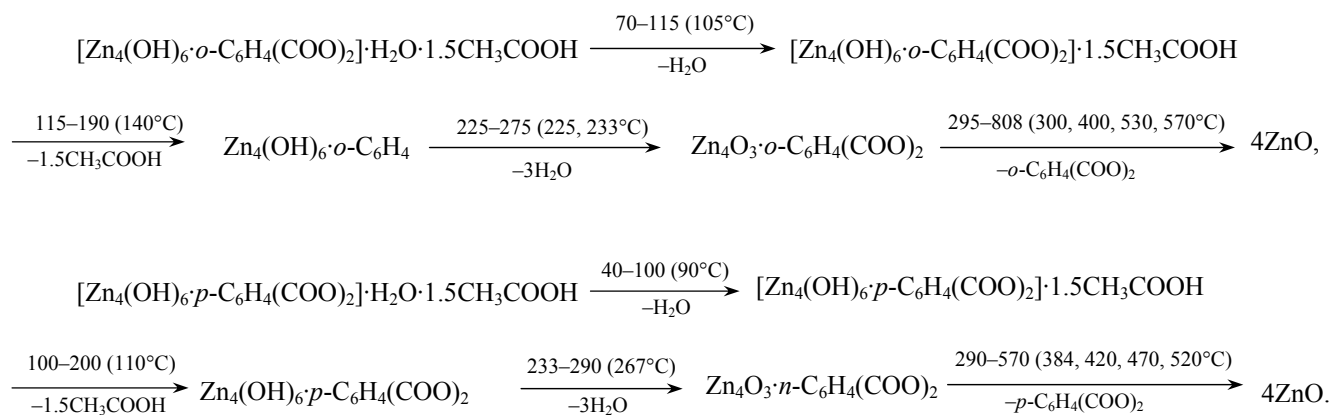 70–115 (105°C)
[Zn₄(OH)₆·o-C₆H₄(COO)₂]·H₂O·1.5CH₃COOH → [Zn₄(OH)₆·o-C₆H₄(COO)₂]·1.5CH₃COOH
–H₂O
115–190 (140°C) 225–275 (225, 233°C) 295–808 (300, 400, 530, 570°C)
→ Zn₄(OH)₆·o-C₆H₄ → Zn₄O₃·o-C₆H₄(COO)₂ → 4ZnO,
–1.5CH₃COOH –3H₂O –o-C₆H₄(COO)₂
40–100 (90°C)
[Zn₄(OH)₆·p-C₆H₄(COO)₂]·H₂O·1.5CH₃COOH → [Zn₄(OH)₆·p-C₆H₄(COO)₂]·1.5CH₃COOH
–H₂O
100–200 (110°C) 233–290 (267°C) 290–570 (384, 420, 470, 520°C)
→ Zn₄(OH)₆·p-C₆H₄(COO)₂ → Zn₄O₃·n-C₆H₄(COO)₂ → 4ZnO.
–1.5CH₃COOH –3H₂O –p-C₆H₄(COO)₂